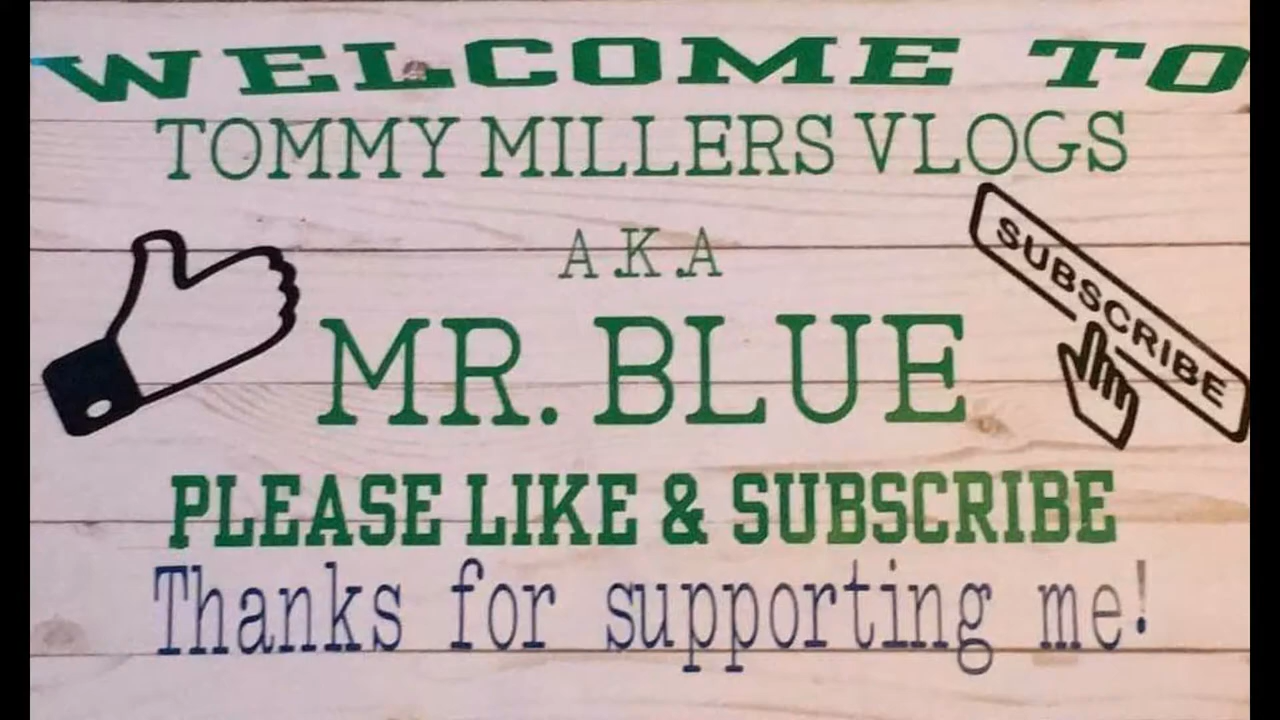 WELCOME TO
TOMMY MILLERS VLOGS
A.K.A
MR. BLUE
SUBSCRIBE
PLEASE LIKE & SUBSCRIBE
Thanks for supporting me!